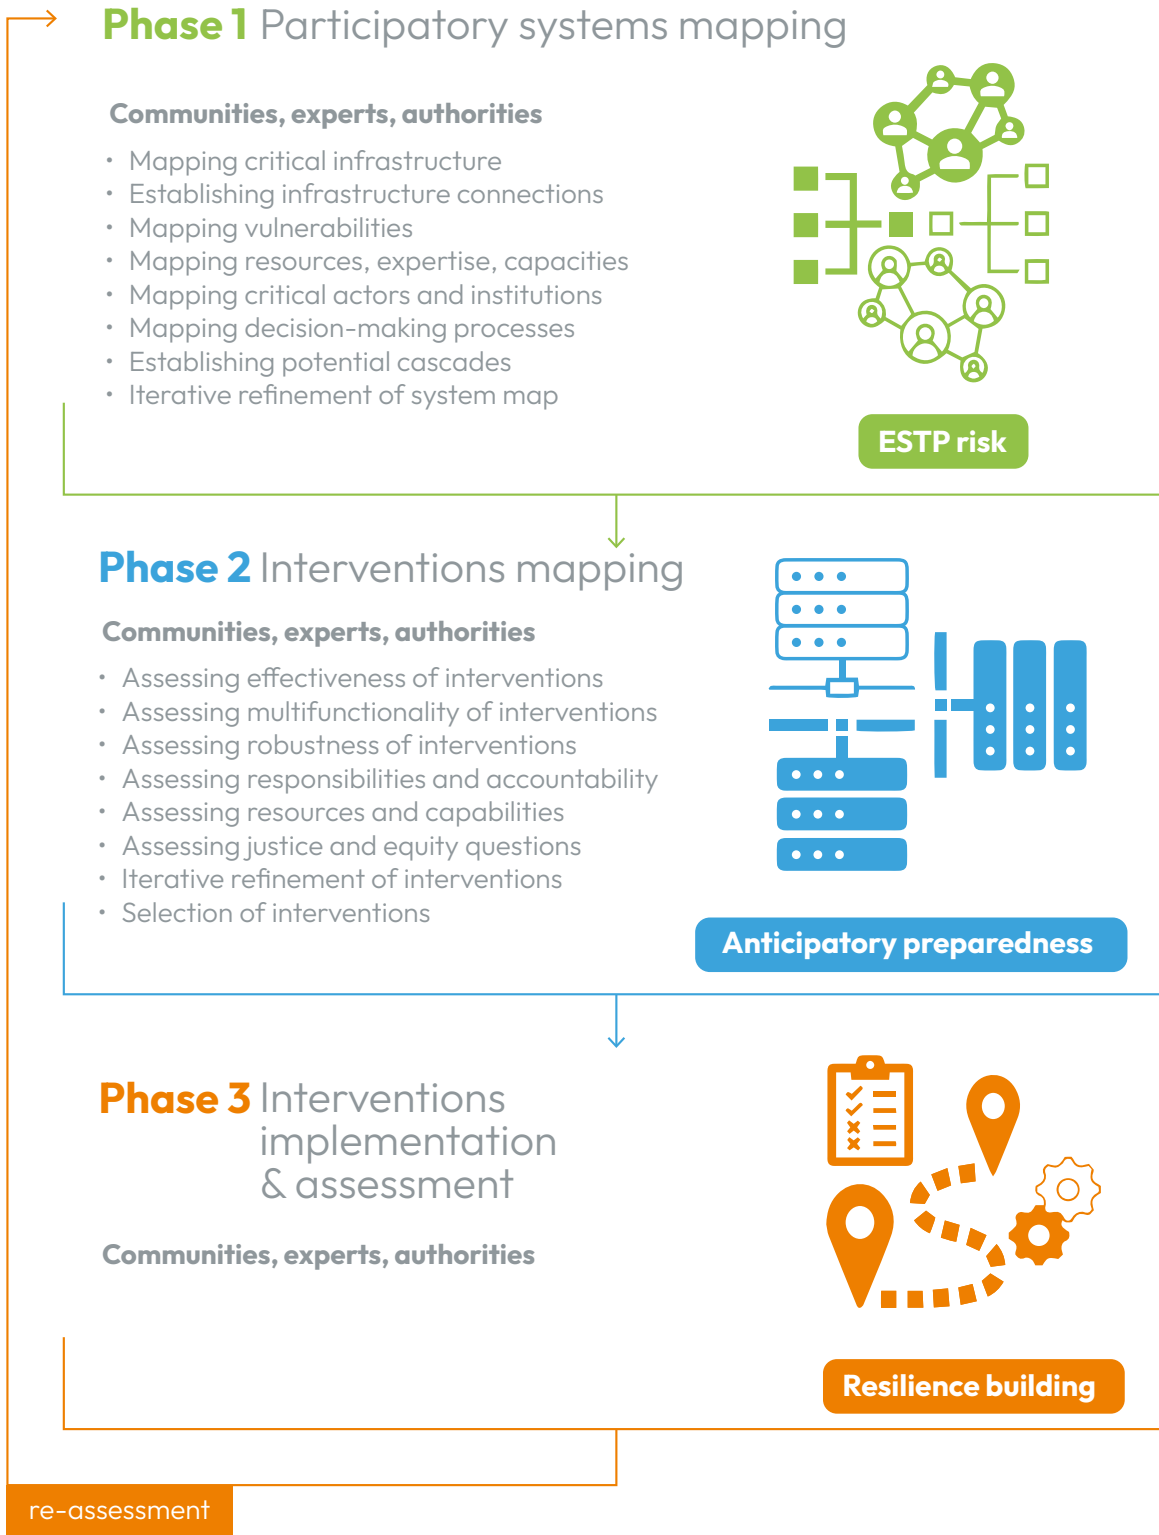 Phase 1 Participatory systems mapping
Communities, experts, authorities
• Mapping critical infrastructure
• Establishing infrastructure connections
• Mapping vulnerabilities
• Mapping resources, expertise, capacities
• Mapping critical actors and institutions
• Mapping decision-making processes
• Establishing potential cascades
• Iterative refinement of system map
ESTP risk
Phase 2 Interventions mapping
Communities, experts, authorities
• Assessing effectiveness of interventions
• Assessing multifunctionality of interventions
• Assessing robustness of interventions
• Assessing responsibilities and accountability
• Assessing resources and capabilities
• Assessing justice and equity questions
• Iterative refinement of interventions
• Selection of interventions
Anticipatory preparedness
Phase 3 Interventions
implementation
& assessment
Communities, experts, authorities
Resilience building
re-assessment